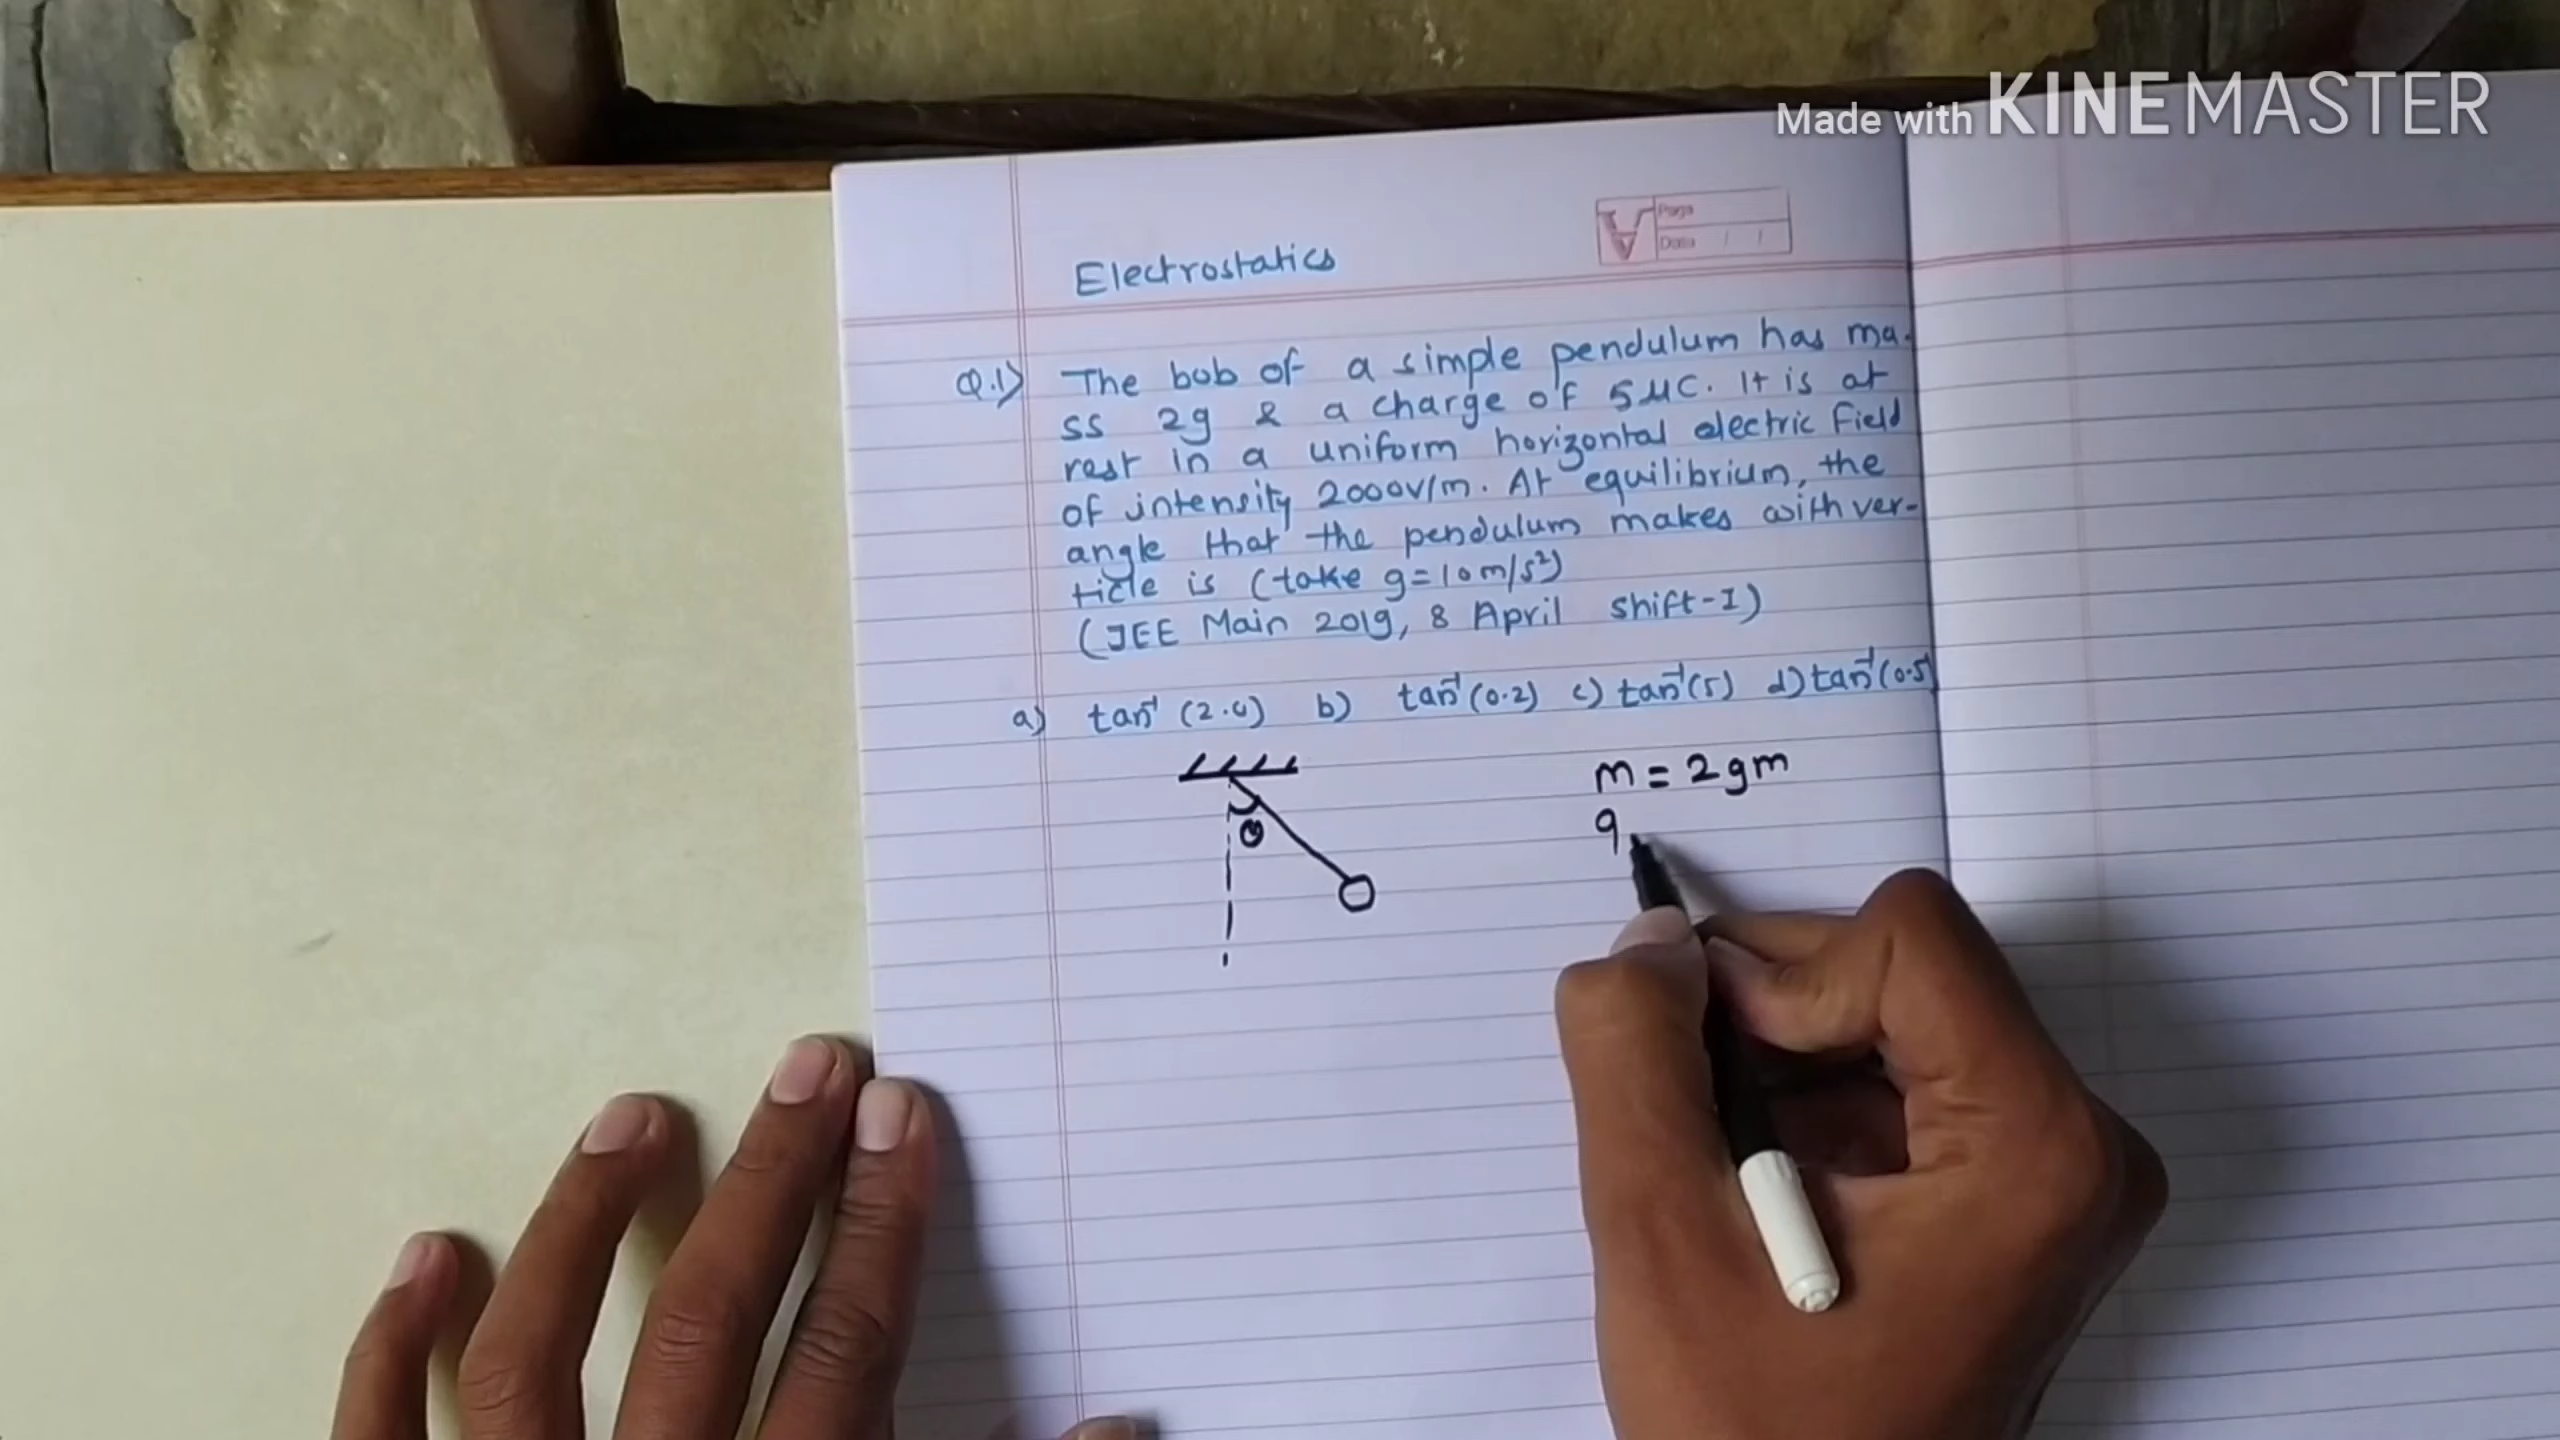 Made with KINEMASTER
Page
Date / /
Electrostatics
Q.1) The bob of a simple pendulum has ma-
ss 2g & a charge of 5μC. It is at
rest in a uniform horizontal electric field
of intensity 2000V/m. At equilibrium, the
angle that the pendulum makes with ver-
ticle is (take g=10m/s²)
(JEE Main 2019, 8 April shift-I)
a) tan⁻¹ (2.0) b) tan⁻¹(0.2) c) tan⁻¹(5) d) tan⁻¹(0.5)
m = 2gm
θ
q